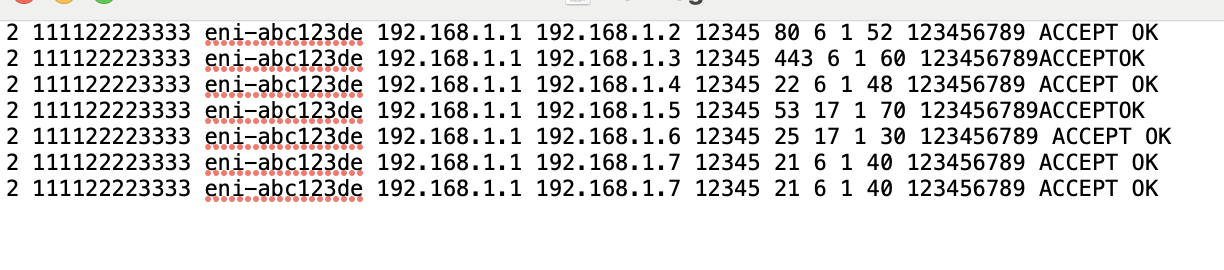 2 111122223333 eni-abc123de 192.168.1.1 192.168.1.2 12345 80 6 1 52 123456789 ACCEPT OK
2 111122223333 eni-abc123de 192.168.1.1 192.168.1.3 12345 443 6 1 60 123456789ACCEPTOK
2 111122223333 eni-abc123de 192.168.1.1 192.168.1.4 12345 22 6 1 48 123456789 ACCEPT OK
2 111122223333 eni-abc123de 192.168.1.1 192.168.1.5 12345 53 17 1 70 123456789ACCEPTOK
2 111122223333 eni-abc123de 192.168.1.1 192.168.1.6 12345 25 17 1 30 123456789 ACCEPT OK
2 111122223333 eni-abc123de 192.168.1.1 192.168.1.7 12345 21 6 1 40 123456789 ACCEPT OK
2 111122223333 eni-abc123de 192.168.1.1 192.168.1.7 12345 21 6 1 40 123456789 ACCEPT OK